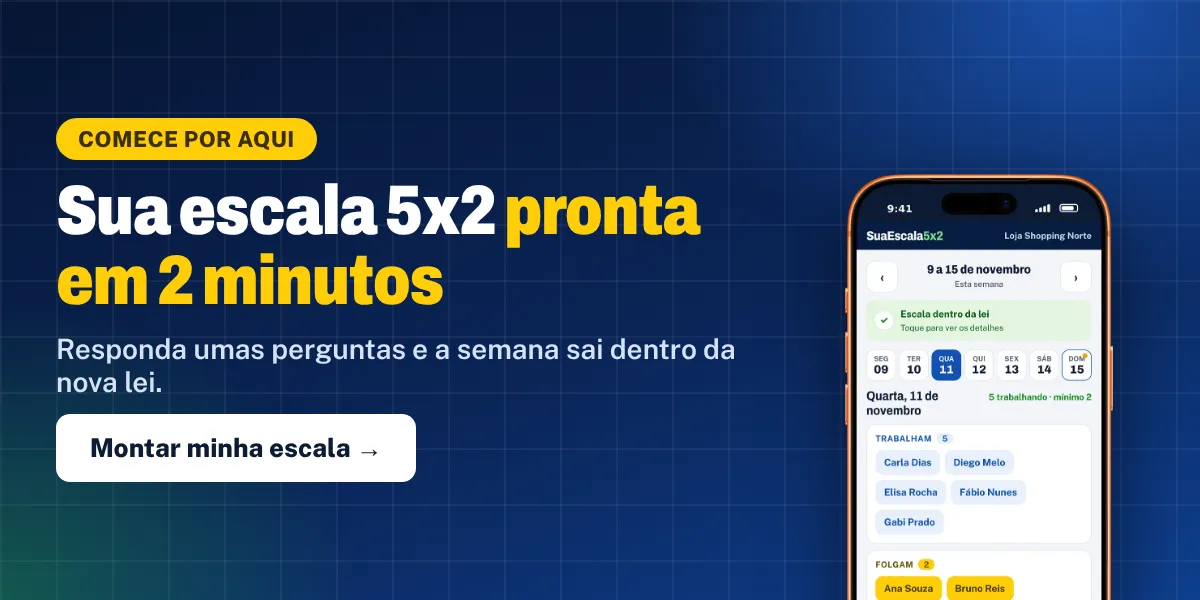 COMECE POR AQUI
Sua escala 5x2 pronta
em 2 minutos
Responda umas perguntas e a semana sai dentro da
nova lei.
Montar minha escala →
9:41
SuaEscala5x2 Loja Shopping Norte
‹ 9 a 15 de novembro ›
Esta semana
Escala dentro da lei
Toque para ver os detalhes
SEG TER QUA QUI SEX SÁB DOM
09 10 11 12 13 14 15
Quarta, 11 de
novembro
5 trabalhando · mínimo 2
TRABALHAM 5
Carla Dias Diego Melo
Elisa Rocha Fábio Nunes
Gabi Prado
FOLGAM 2
Ana Souza Bruno Reis